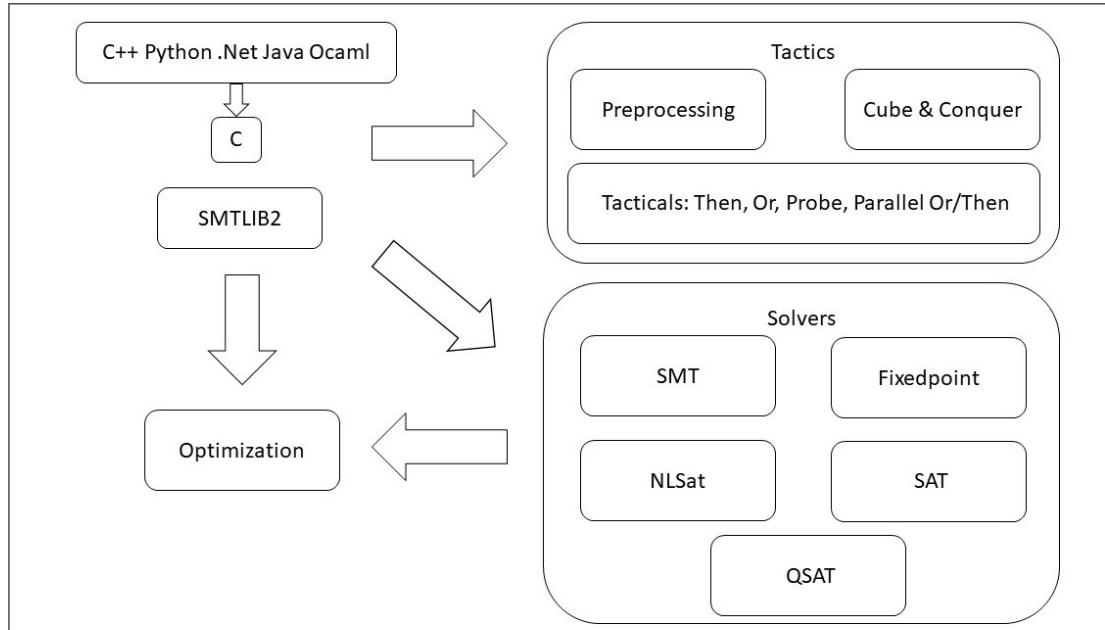 C++ Python .Net Java Ocaml
C
SMTLIB2
Optimization
Tactics
Preprocessing
Cube & Conquer
Tacticals: Then, Or, Probe, Parallel Or/Then
Solvers
SMT
Fixedpoint
NLSat
SAT
QSAT